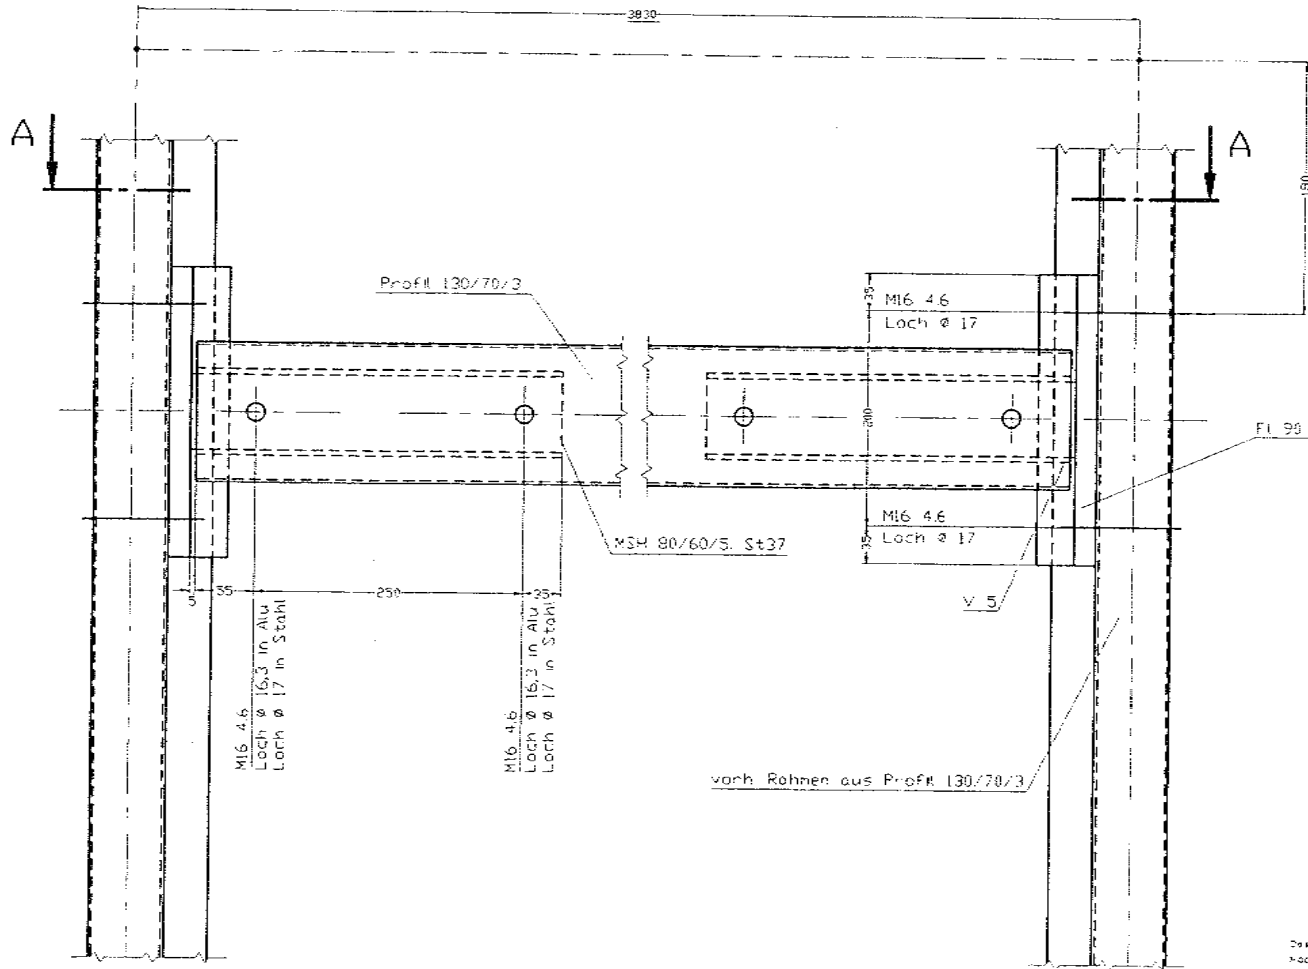 3830
A
A
180
Profil 130/70/3
35
M16 4.6
Loch Ø 17
200
Fl 90
M16 4.6
Loch Ø 17
35
MSH 80/60/5. St37
V 5
5
35
250
35
M16 4.6
Loch Ø 16,3 in Alu
Loch Ø 17 in Stahl
M16 4.6
Loch Ø 16,3 in Alu
Loch Ø 17 in Stahl
vorh Rahmen aus Profil 130/70/3